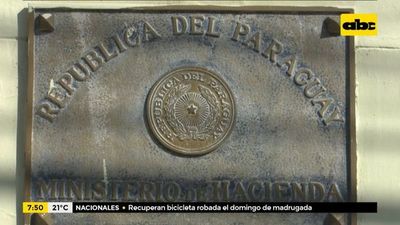 abc
REPUBLICA DEL PARAGUAY
REPUBLICA DEL PARAGUAY
MINISTERIO DE HACIENDA
7:50 21°C NACIONALES • Recuperan bicicleta robada el domingo de madrugada